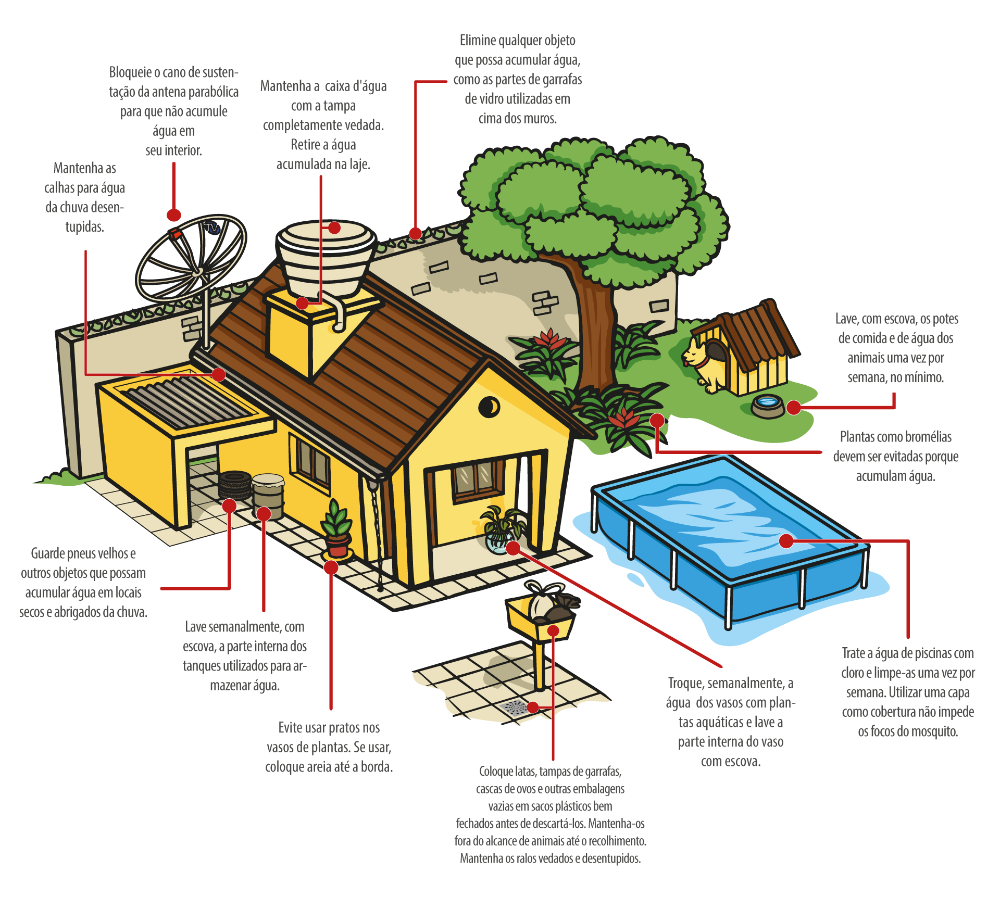 Elimine qualquer objeto
que possa acumular água,
como as partes de garrafas
de vidro utilizadas em
cima dos muros.
Bloqueie o cano de susten-
tação da antena parabólica
para que não acumule
água em
seu interior.
Mantenha a caixa d'água
com a tampa
completamente vedada.
Retire a água
acumulada na laje.
Mantenha as
calhas para água
da chuva desen-
tupidas.
TV
Lave, com escova, os potes
de comida e de água dos
animais uma vez por
semana, no mínimo.
Plantas como bromélias
devem ser evitadas porque
acumulam água.
Guarde pneus velhos e
outros objetos que possam
acumular água em locais
secos e abrigados da chuva.
Lave semanalmente, com
escova, a parte interna dos
tanques utilizados para ar-
mazenar água.
Evite usar pratos nos
vasos de plantas. Se usar,
coloque areia até a borda.
Coloque latas, tampas de garrafas,
cascas de ovos e outras embalagens
vazias em sacos plásticos bem
fechados antes de descartá-los. Mantenha-os
fora do alcance de animais até o recolhimento.
Mantenha os ralos vedados e desentupidos.
Troque, semanalmente, a
água dos vasos com plan-
tas aquáticas e lave a
parte interna do vaso
com escova.
Trate a água de piscinas com
cloro e limpe-as uma vez por
semana. Utilizar uma capa
como cobertura não impede
os focos do mosquito.